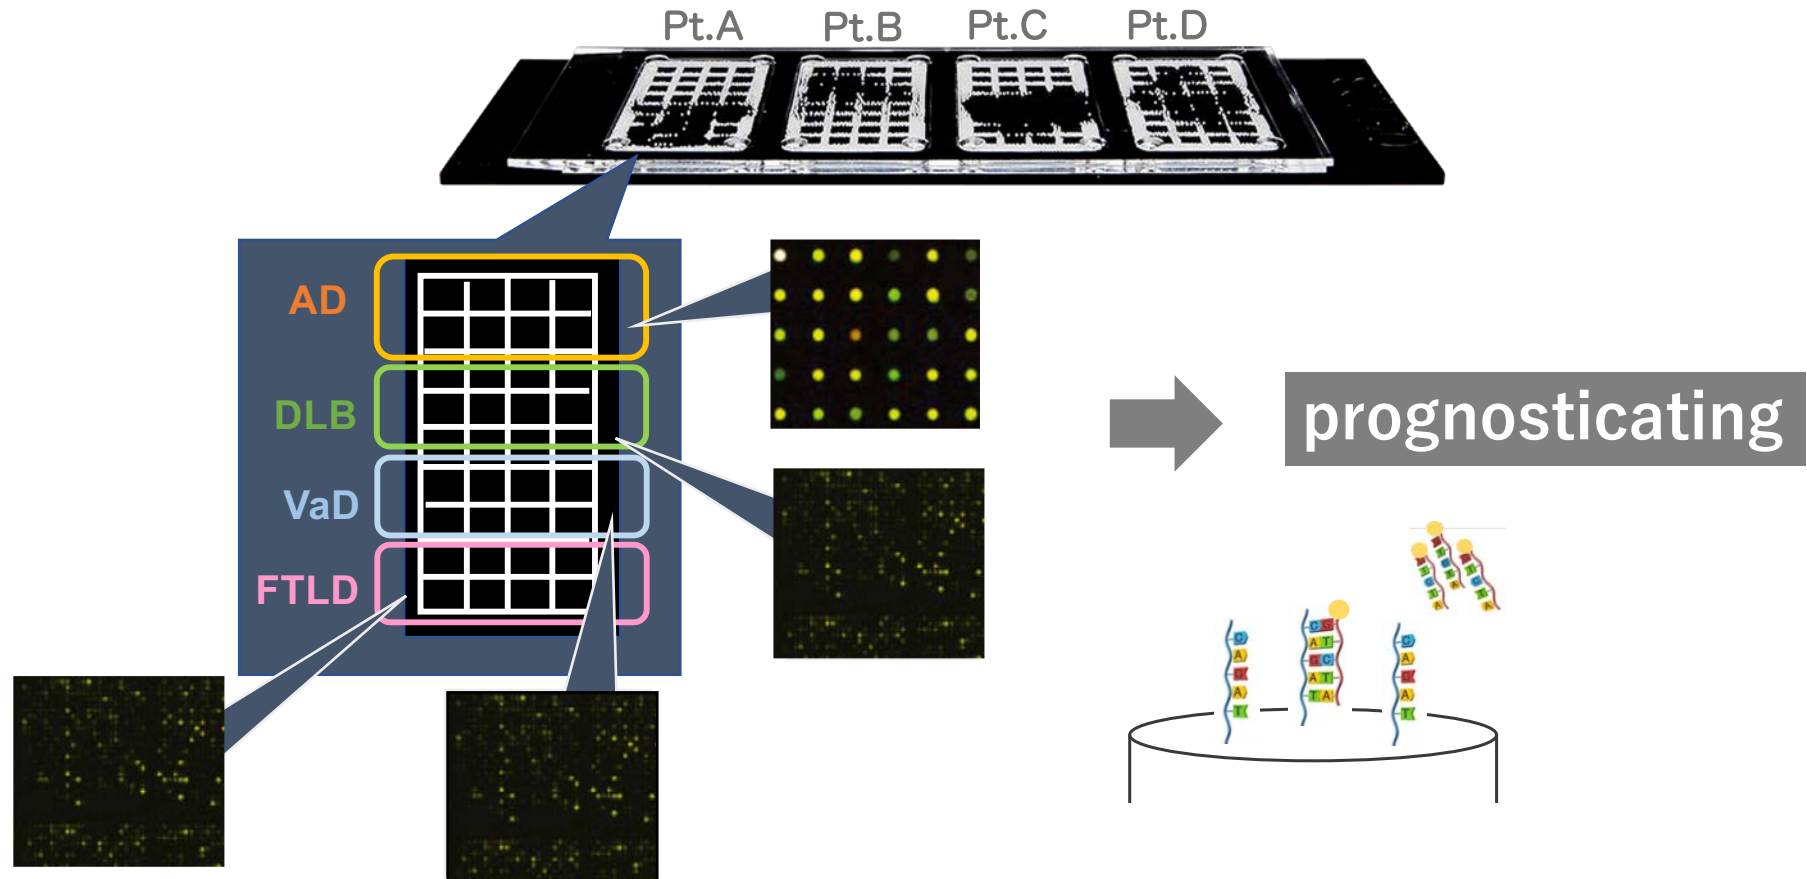 Pt.A Pt.B Pt.C Pt.D
AD
DLB
VaD
FTLD
prognosticating
A T G T A
G T G T A
G T G T A
C A G A T
C G
A T
G C
A T
T A
C A G A T